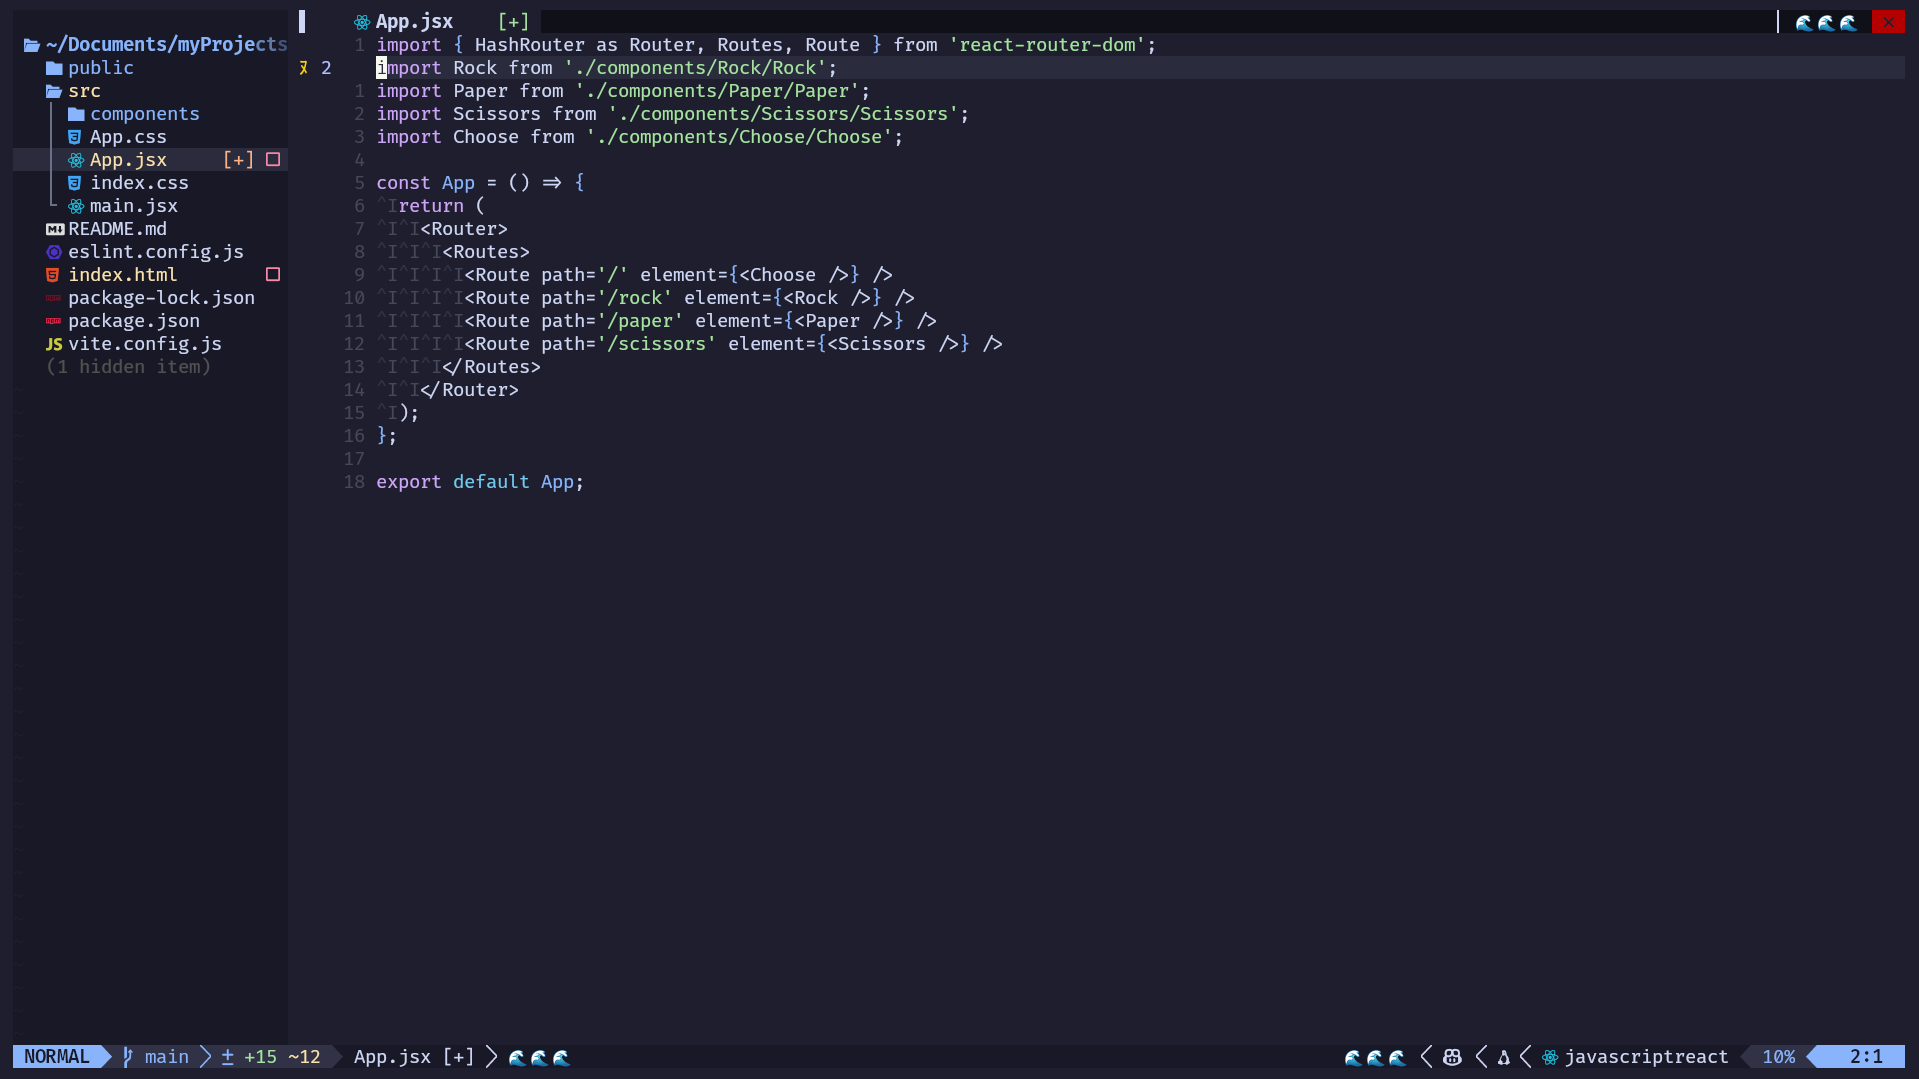 App.jsx [+]
~/Documents/myProjects
public
src
components
App.css
App.jsx [+]
index.css
main.jsx
README.md
eslint.config.js
index.html
package-lock.json
package.json
JS vite.config.js
(1 hidden item)
1 import { HashRouter as Router, Routes, Route } from 'react-router-dom';
2 import Rock from './components/Rock/Rock';
1 import Paper from './components/Paper/Paper';
2 import Scissors from './components/Scissors/Scissors';
3 import Choose from './components/Choose/Choose';
4
5 const App = () => {
6 ^Ireturn (
7 ^I^I<Router>
8 ^I^I^I<Routes>
9 ^I^I^I^I<Route path='/' element={<Choose />} />
10 ^I^I^I^I<Route path='/rock' element={<Rock />} />
11 ^I^I^I^I<Route path='/paper' element={<Paper />} />
12 ^I^I^I^I<Route path='/scissors' element={<Scissors />} />
13 ^I^I^I</Routes>
14 ^I^I</Router>
15 ^I);
16 };
17
18 export default App;
NORMAL main ± +15 ~12 App.jsx [+] javascriptreact 10% 2:1